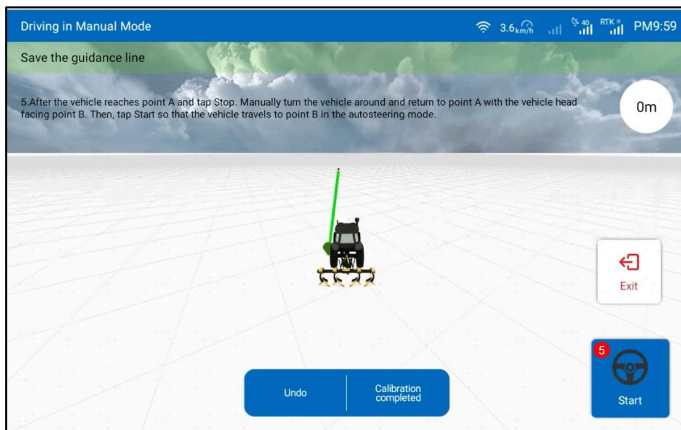 Driving in Manual Mode
3.6 km/h
40
RTK
PM9:59
Save the guidance line
5.After the vehicle reaches point A and tap Stop. Manually turn the vehicle around and return to point A with the vehicle head
facing point B. Then, tap Start so that the vehicle travels to point B in the autosteering mode.
0m
Exit
5
Start
Undo
Calibration
completed